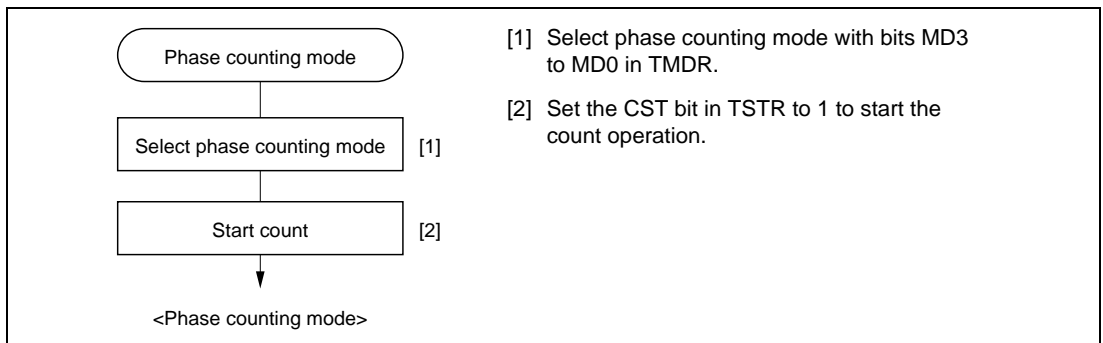 Phase counting mode
Select phase counting mode [1]
Start count [2]
<Phase counting mode>
[1] Select phase counting mode with bits MD3
to MD0 in TMDR.
[2] Set the CST bit in TSTR to 1 to start the
count operation.